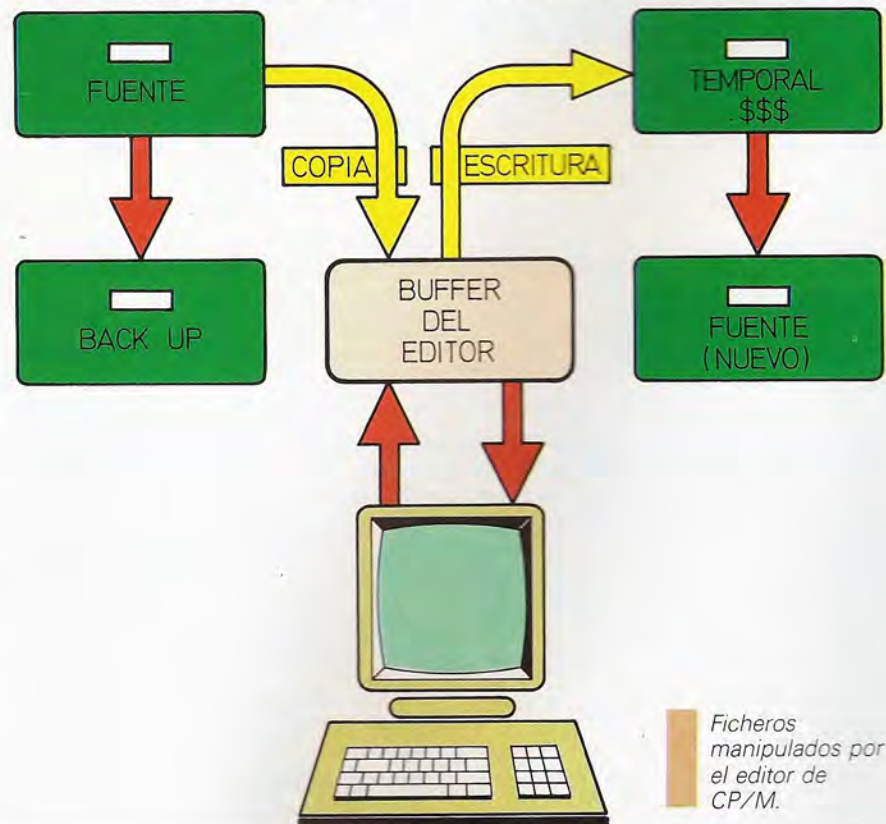 FUENTE
TEMPORAL
.$$$
COPIA
ESCRITURA
BACK UP
BUFFER
DEL
EDITOR
FUENTE
(NUEVO)
Ficheros
manipulados por
el editor de
CP/M.